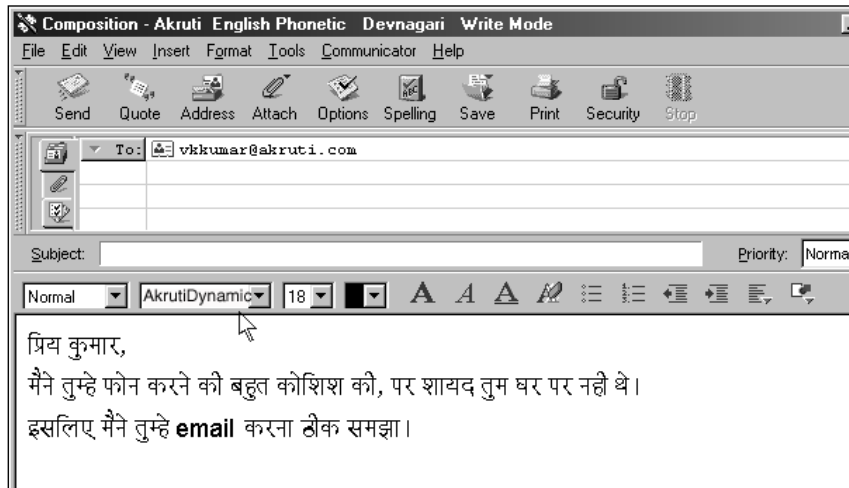 Composition - Akruti English Phonetic Devnagari Write Mode
File Edit View Insert Format Tools Communicator Help
Send Quote Address Attach Options Spelling Save Print Security Stop
To: vkkumar@akruti.com
Subject: Priority: Norma
Normal AkrutiDynamic 18 A A A
प्रिय कुमार,
मैने तुम्हे फोन करने की बहुत कोशिश की, पर शायद तुम घर पर नही थे।
इसलिए मैने तुम्हे email करना ठीक समझा।